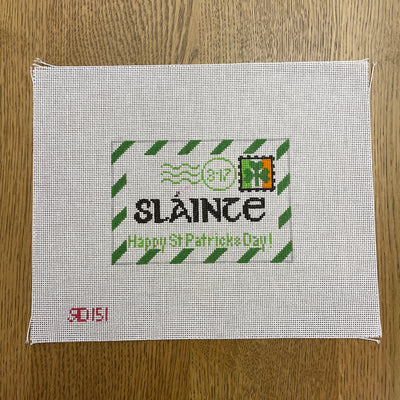 3-17
SLÁINTE
Happy St Patricks Day!
SD151